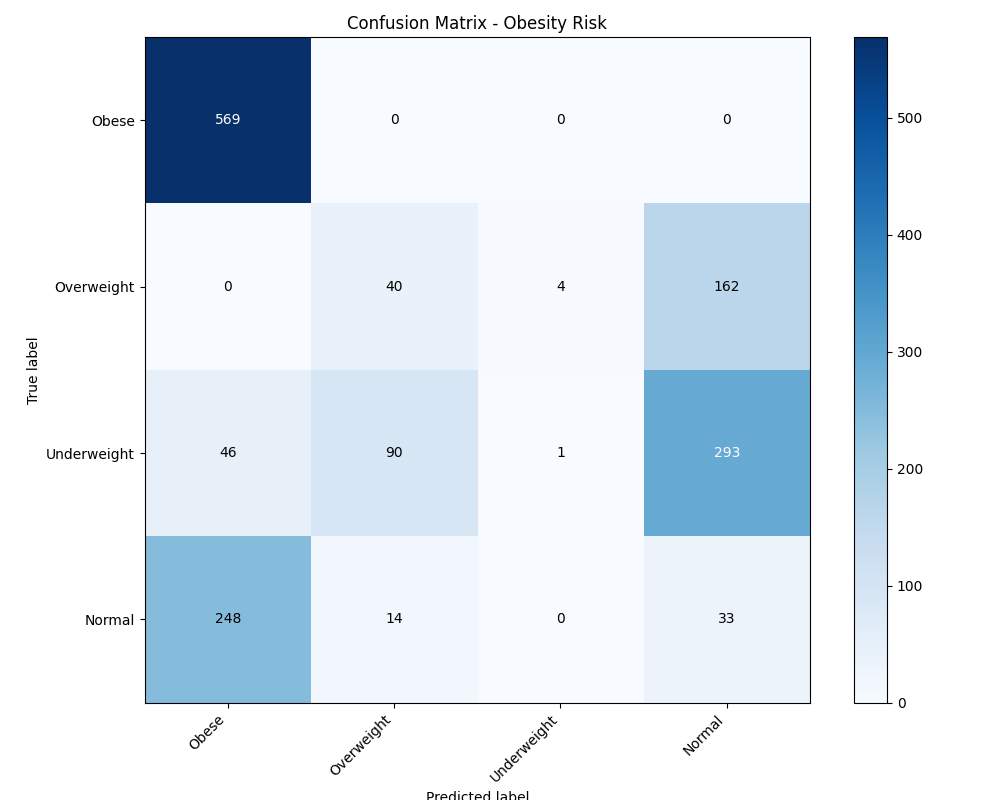 Confusion Matrix - Obesity Risk
Obese 569 0 0 0
500
Overweight 0 40 4 162
400
True label
300
Underweight 46 90 1 293
200
100
Normal 248 14 0 33
0
Obese Overweight Underweight Normal
Predicted label